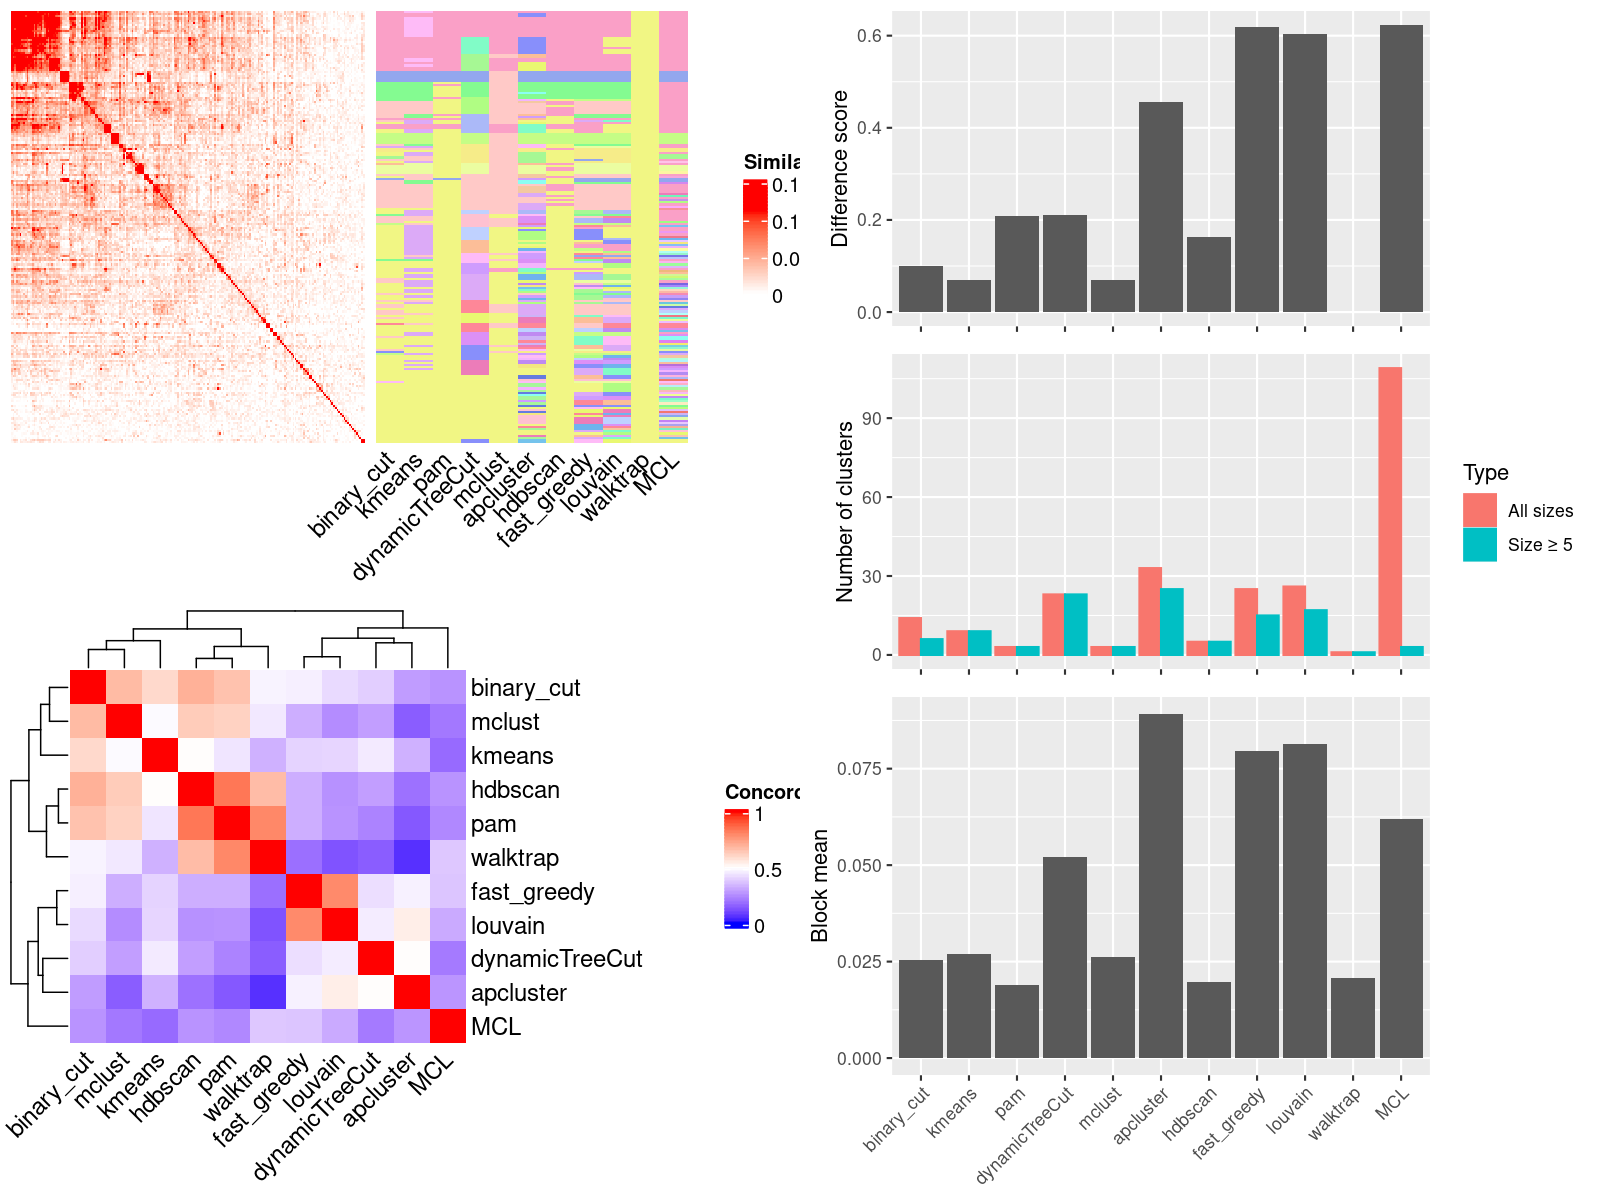 Simila
0.1
0.1
0.0
0
binary_cut
kmeans
pam
dynamicTreeCut
mclust
apcluster
hdbscan
fast_greedy
louvain
walktrap
MCL
binary_cut
mclust
kmeans
hdbscan
pam
walktrap
fast_greedy
louvain
dynamicTreeCut
apcluster
MCL
binary_cut
mclust
kmeans
hdbscan
pam
walktrap
fast_greedy
louvain
dynamicTreeCut
apcluster
MCL
Concord
1
0.5
0
Difference score
0.6
0.4
0.2
0.0
Number of clusters
90
60
30
0
Type
All sizes
Size ≥ 5
Block mean
0.075
0.050
0.025
0.000
binary_cut
kmeans
pam
dynamicTreeCut
mclust
apcluster
hdbscan
fast_greedy
louvain
walktrap
MCL